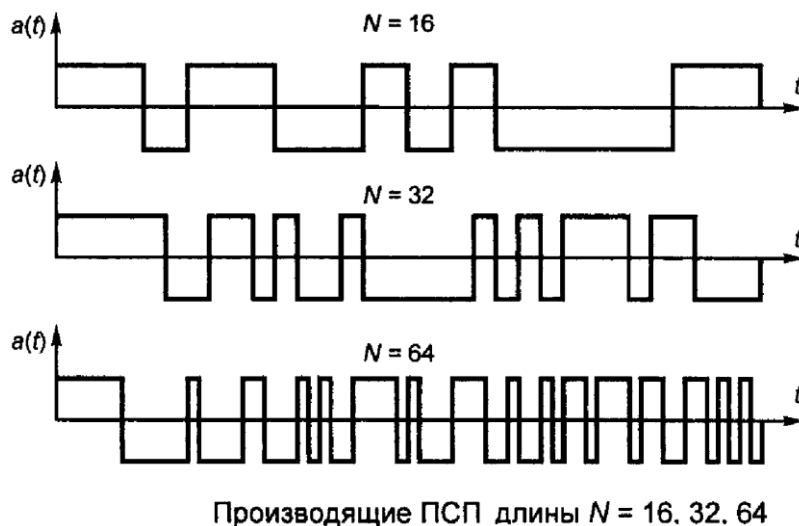 a(t)
N = 16
t
a(t)
N = 32
t
a(t)
N = 64
t
Производящие ПСП длины N = 16, 32, 64